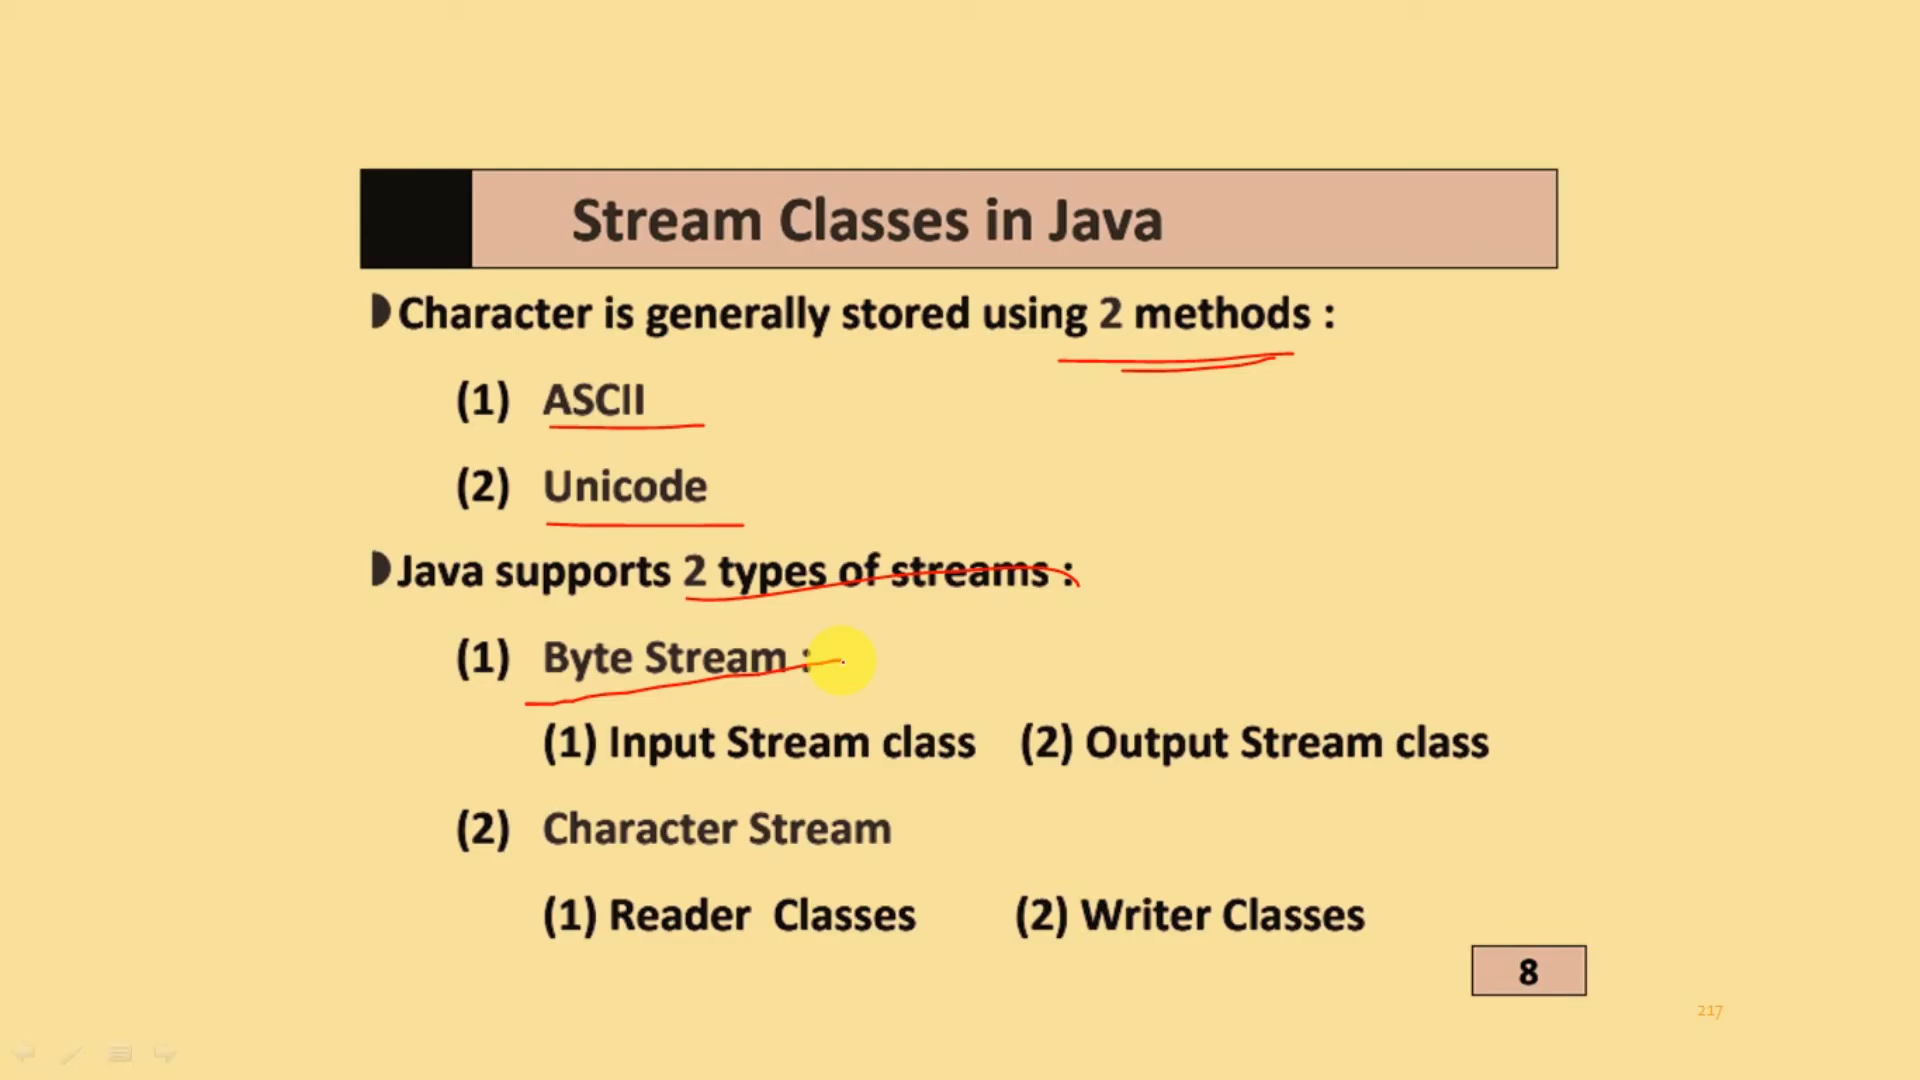 Stream Classes in Java
Character is generally stored using 2 methods :
(1) ASCII
(2) Unicode
Java supports 2 types of streams :
(1) Byte Stream :
(1) Input Stream class (2) Output Stream class
(2) Character Stream
(1) Reader Classes (2) Writer Classes
8
217